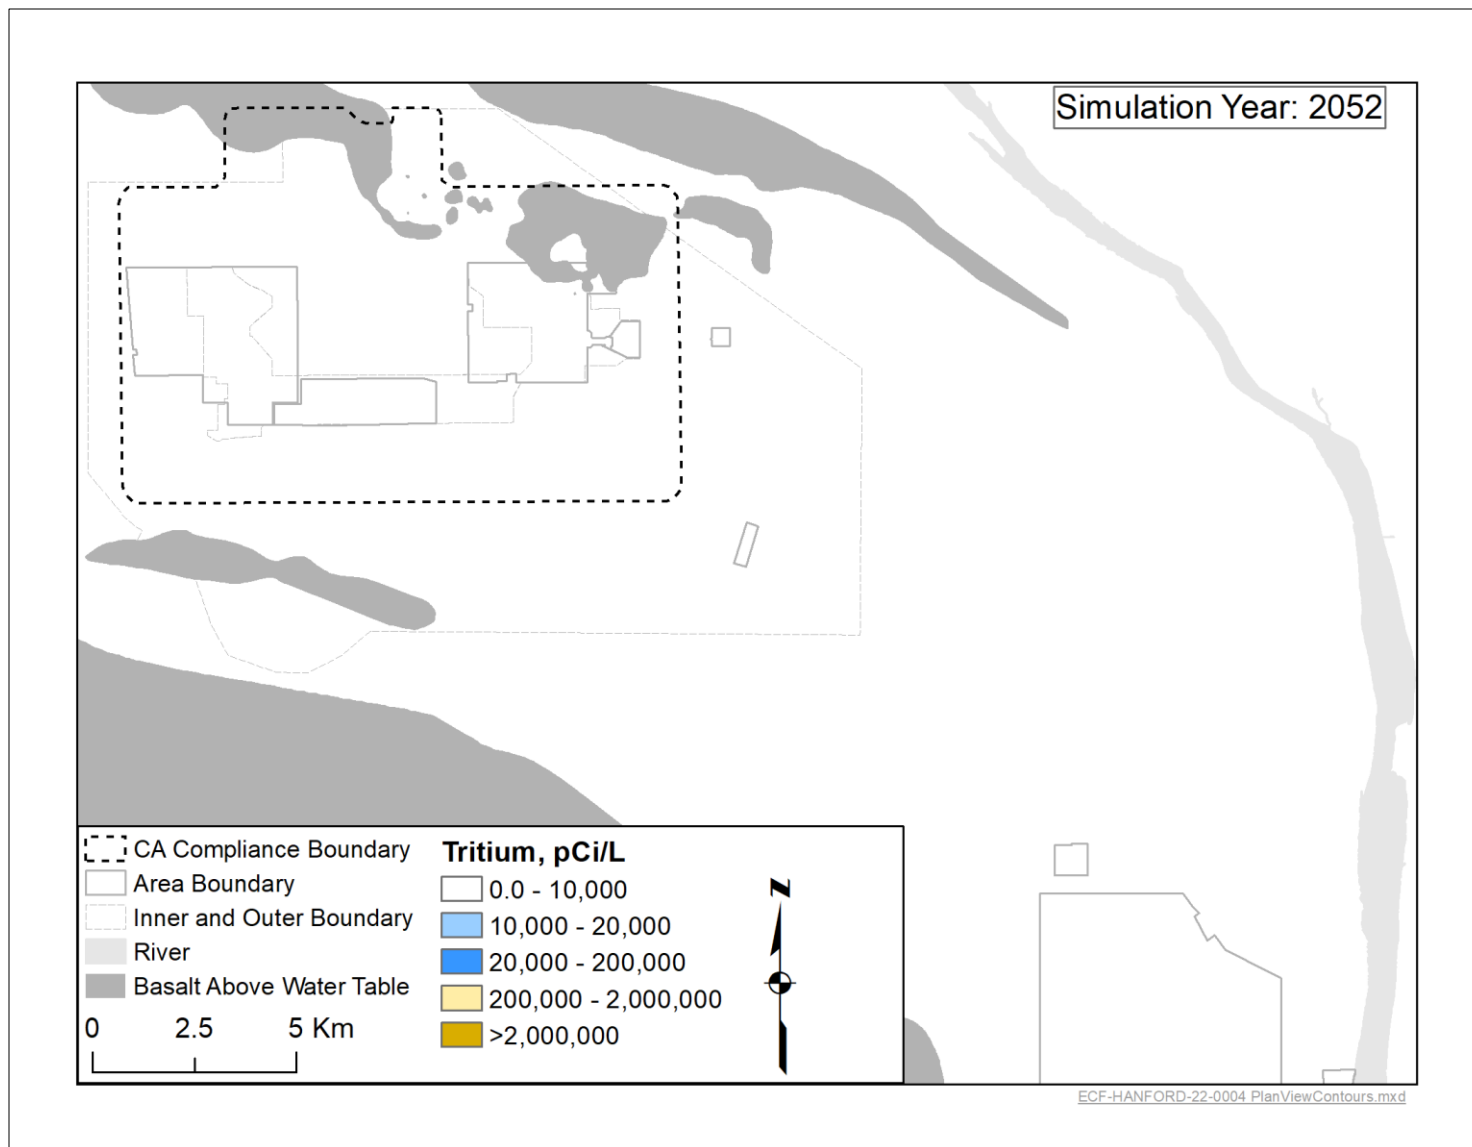 Simulation Year: 2052
CA Compliance Boundary
Area Boundary
Inner and Outer Boundary
River
Basalt Above Water Table
0 2.5 5 Km
Tritium, pCi/L
0.0 - 10,000
10,000 - 20,000
20,000 - 200,000
200,000 - 2,000,000
>2,000,000
N
ECF-HANFORD-22-0004 PlanViewContours.mxd